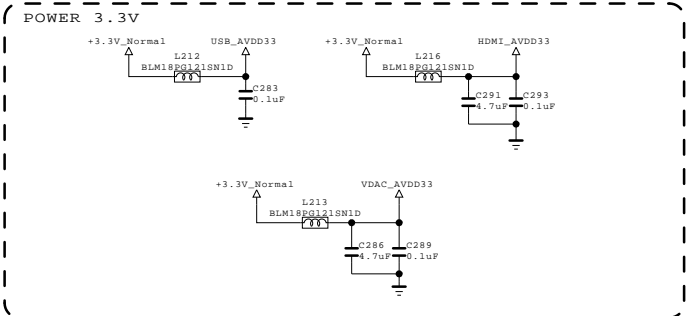 POWER 3.3V
+3.3V_Normal
USB_AVDD33
L212
BLM18PG121SN1D
C283
0.1uF
+3.3V_Normal
HDMI_AVDD33
L216
BLM18PG121SN1D
C291
4.7uF
C293
0.1uF
+3.3V_Normal
VDAC_AVDD33
L213
BLM18PG121SN1D
C286
4.7uF
C289
0.1uF